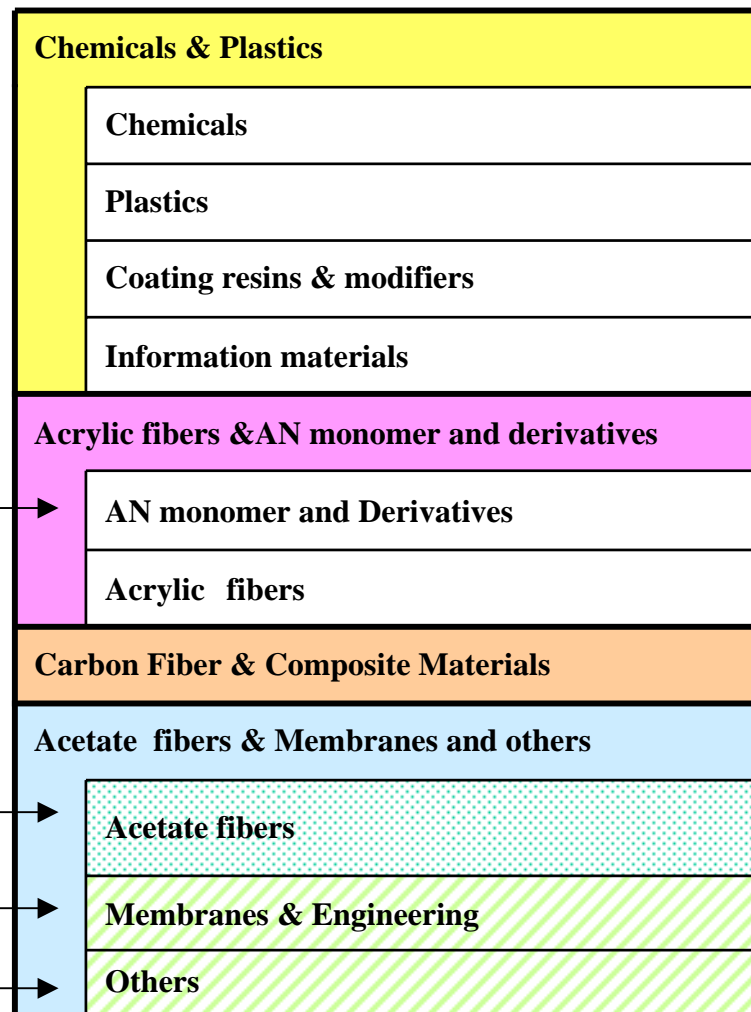 Chemicals & Plastics
Chemicals
Plastics
Coating resins & modifiers
Information materials
Acrylic fibers &AN monomer and derivatives
AN monomer and Derivatives
Acrylic fibers
Carbon Fiber & Composite Materials
Acetate fibers & Membranes and others
Acetate fibers
Membranes & Engineering
Others